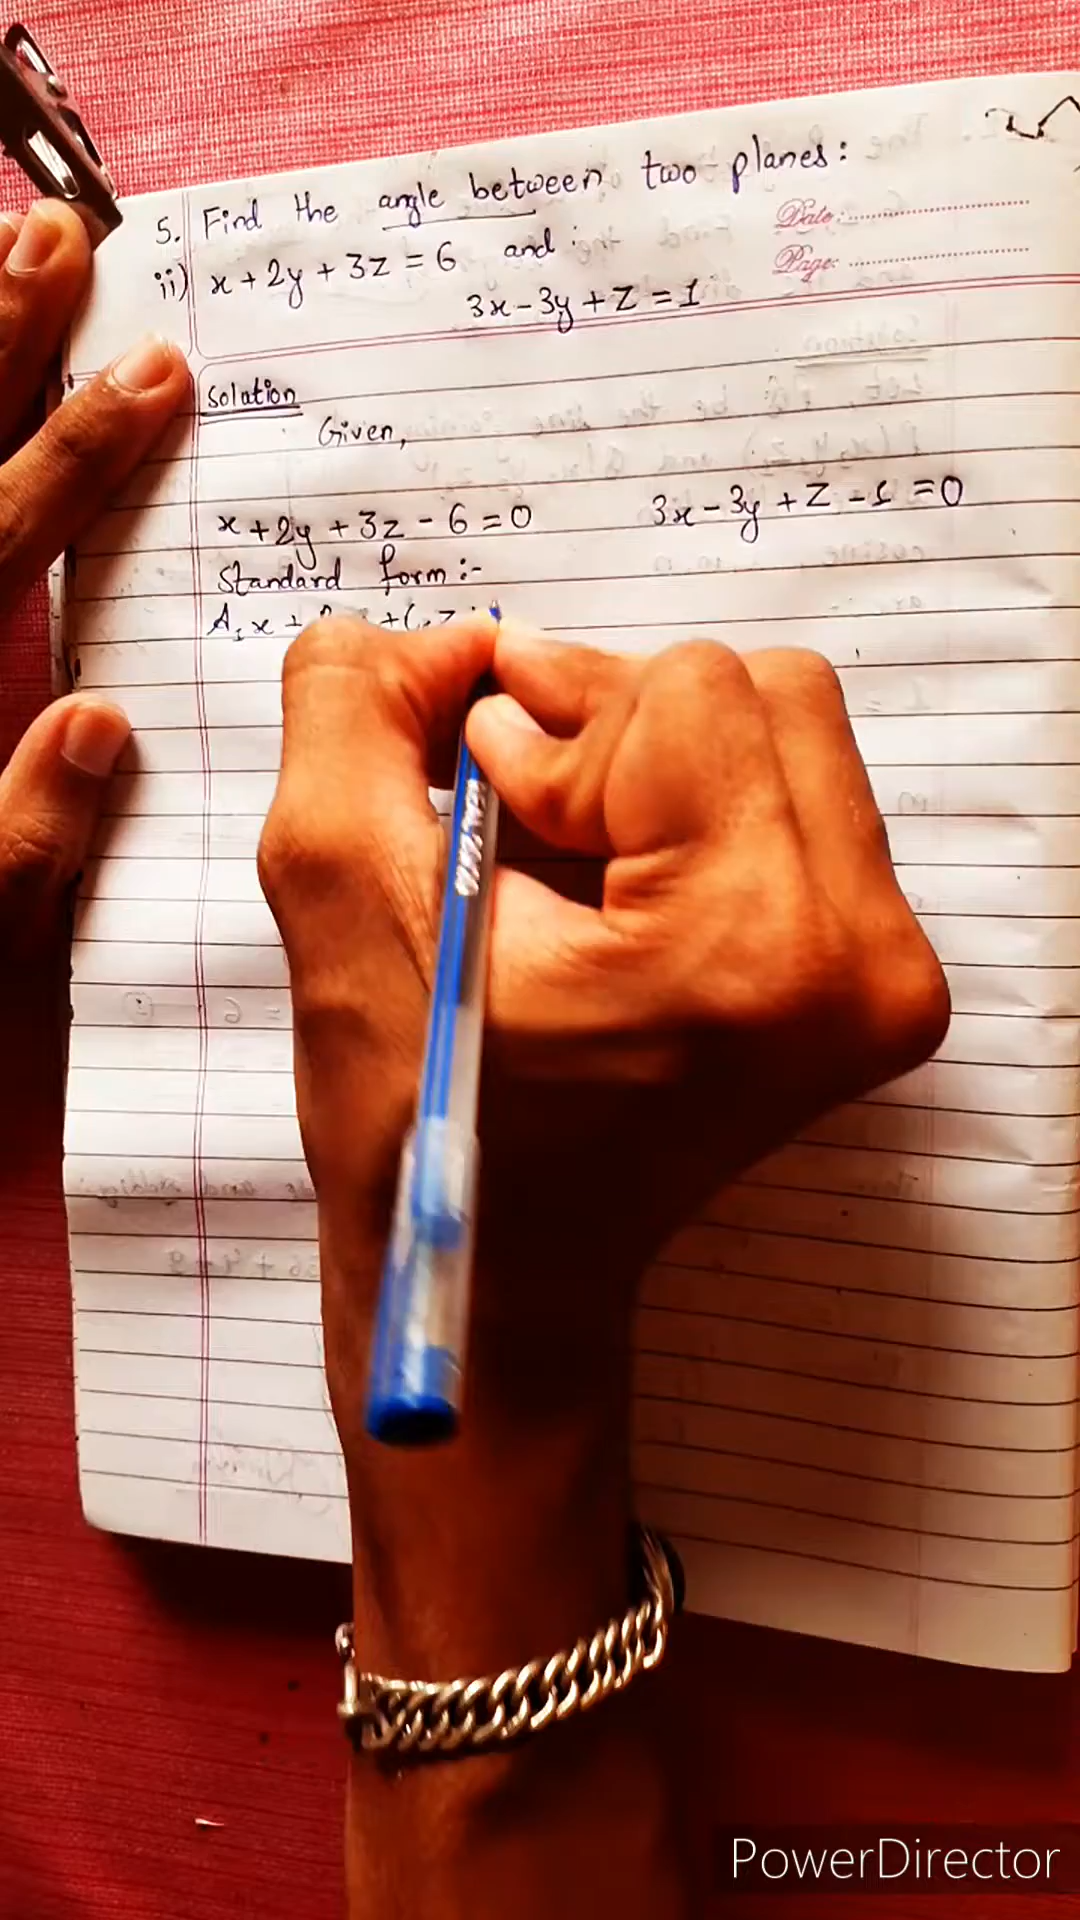 5. Find the angle between two planes:
Date:
ii) x + 2y + 3z = 6 and :
Page:
3x - 3y + z = 1
Solution
Given,
x + 2y + 3z - 6 = 0 3x - 3y + z - 1 = 0
Standard form :-
A₁x +
PowerDirector